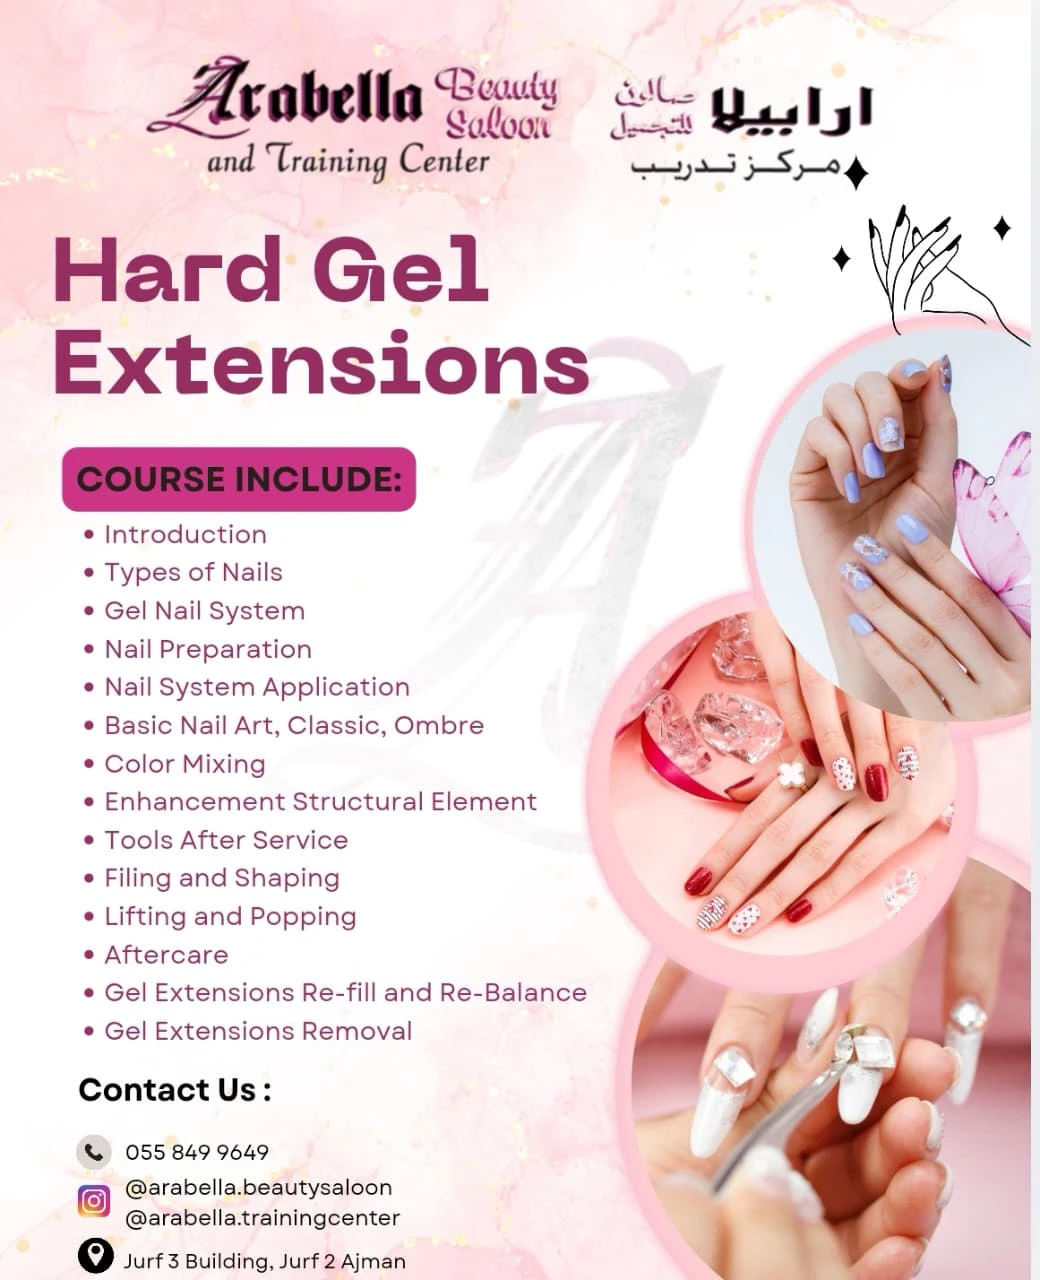 Arabella Beauty Saloon
and Training Center
ارابيلا صالون للتجميل
مركز تدريب
Hard Gel
Extensions
COURSE INCLUDE:
• Introduction
• Types of Nails
• Gel Nail System
• Nail Preparation
• Nail System Application
• Basic Nail Art, Classic, Ombre
• Color Mixing
• Enhancement Structural Element
• Tools After Service
• Filing and Shaping
• Lifting and Popping
• Aftercare
• Gel Extensions Re-fill and Re-Balance
• Gel Extensions Removal
Contact Us :
055 849 9649
@arabella.beautysaloon
@arabella.trainingcenter
Jurf 3 Building, Jurf 2 Ajman